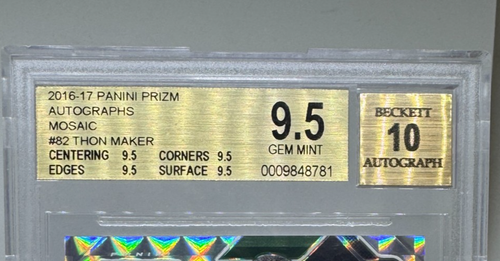 2016-17 PANINI PRIZM
AUTOGRAPHS
MOSAIC
#82 THON MAKER
CENTERING 9.5 CORNERS 9.5
EDGES 9.5 SURFACE 9.5
9.5
GEM MINT
0009848781
BECKETT
10
AUTOGRAPH
PANINI